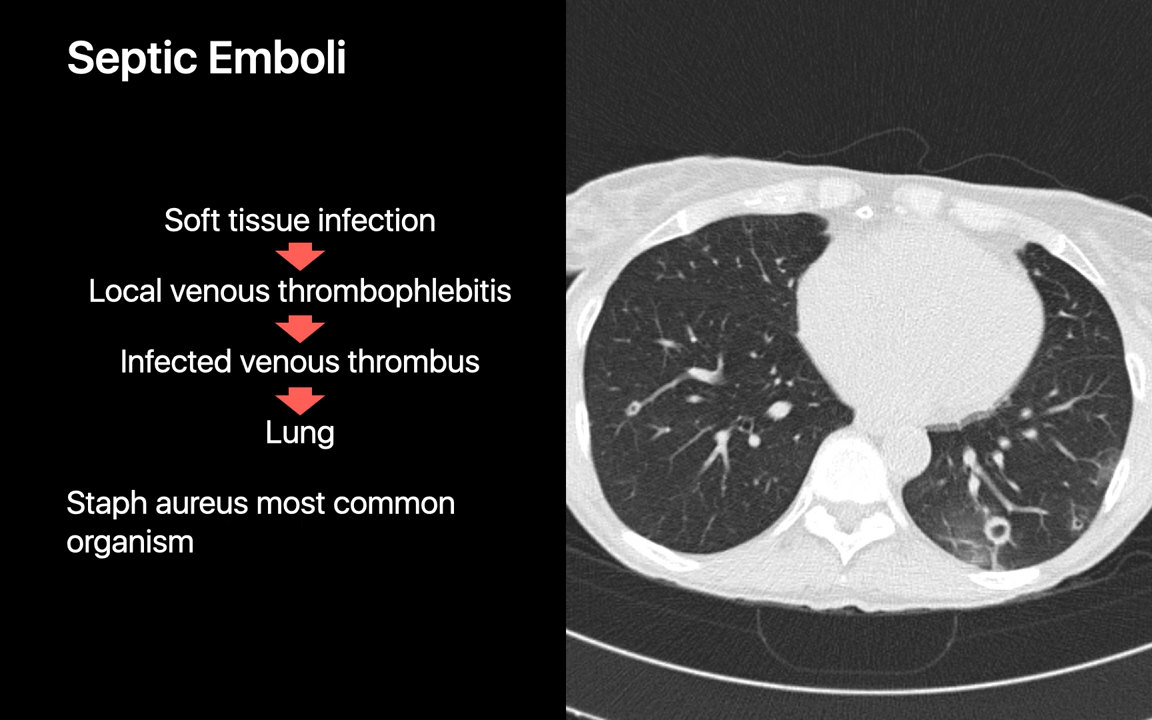 Septic Emboli
Soft tissue infection
Local venous thrombophlebitis
Infected venous thrombus
Lung
Staph aureus most common
organism